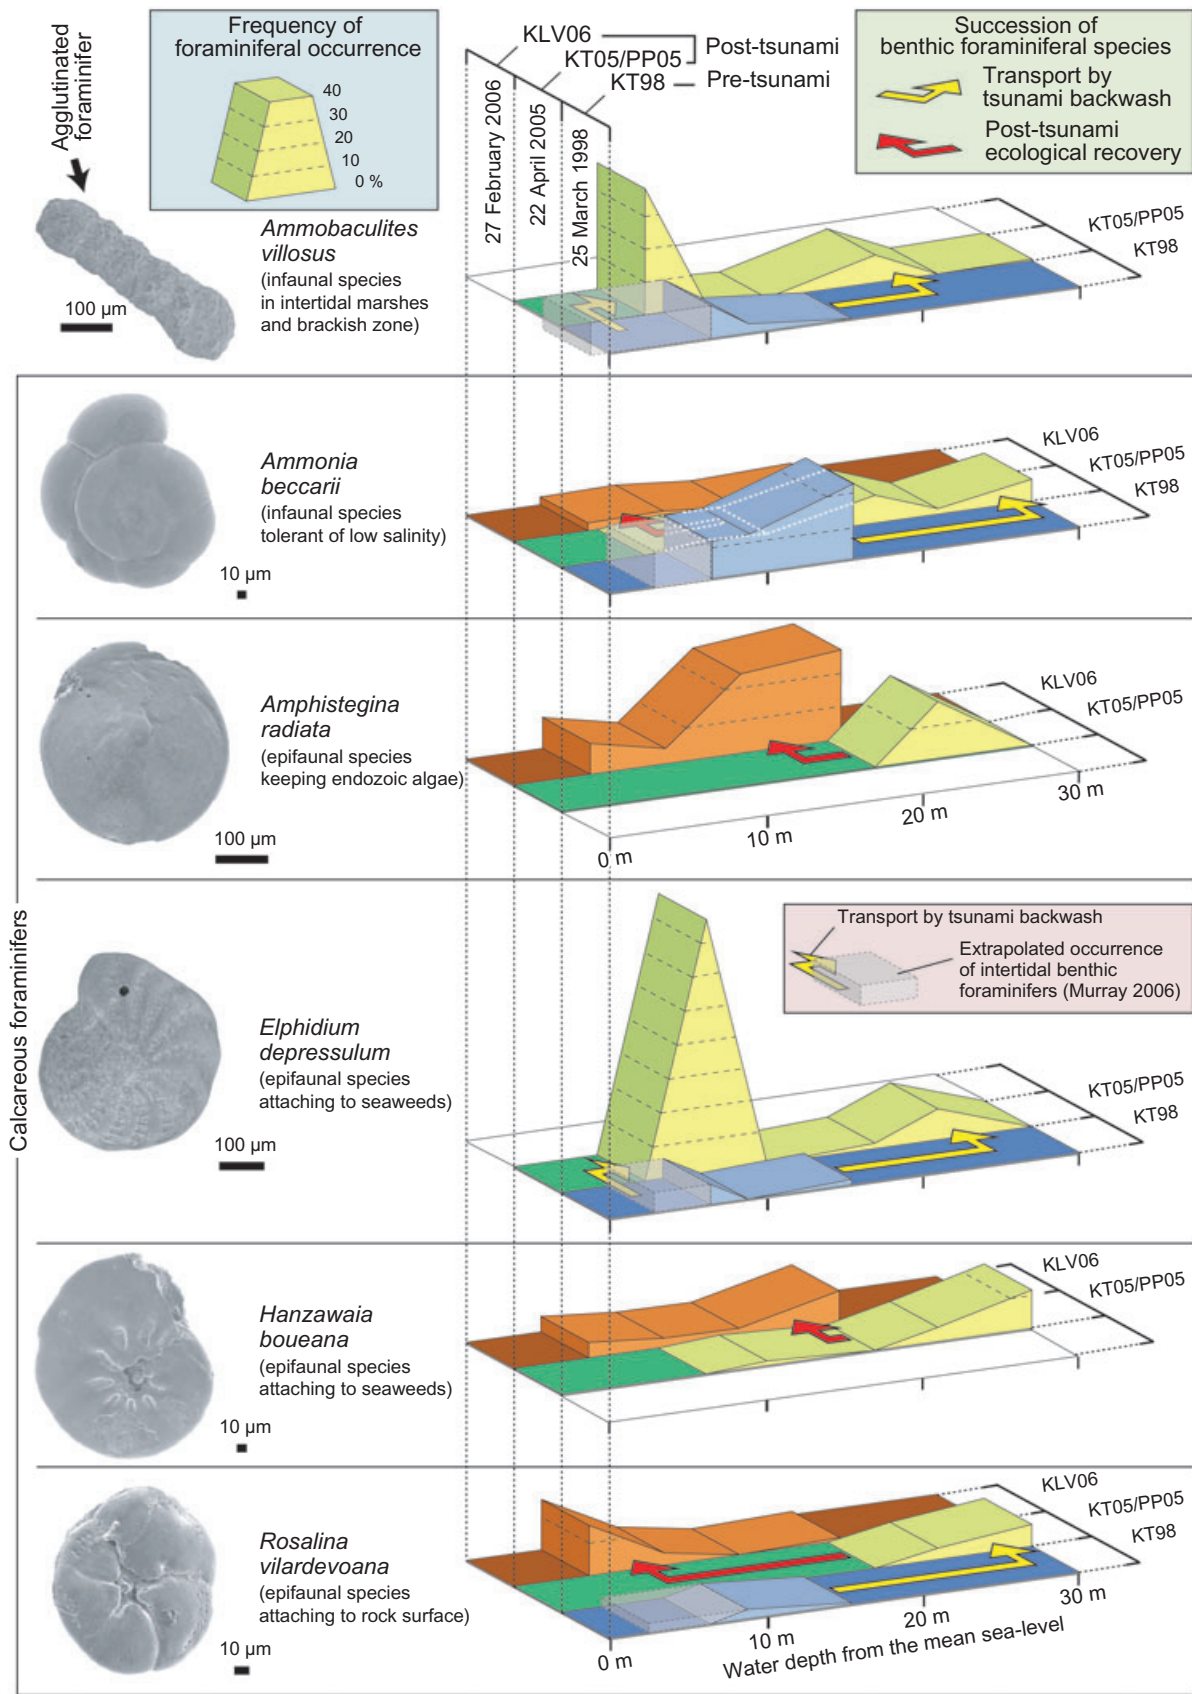 Frequency of
foraminiferal occurrence
40
30
20
10
0 %
Agglutinated
foraminifer
100 µm
Ammobaculites
villosus
(infaunal species
in intertidal marshes
and brackish zone)
KLV06
KT05/PP05
Post-tsunami
KT98
Pre-tsunami
27 February 2006
22 April 2005
25 March 1998
Succession of
benthic foraminiferal species
Transport by
tsunami backwash
Post-tsunami
ecological recovery
KT05/PP05
KT98
Calcareous foraminifers
Ammonia
beccarii
(infaunal species
tolerant of low salinity)
10 µm
KLV06
KT05/PP05
KT98
Amphistegina
radiata
(epifaunal species
keeping endozoic algae)
100 µm
KLV06
KT05/PP05
0 m
10 m
20 m
30 m
Elphidium
depressulum
(epifaunal species
attaching to seaweeds)
100 µm
Transport by tsunami backwash
Extrapolated occurrence
of intertidal benthic
foraminifers (Murray 2006)
KT05/PP05
KT98
Hanzawaia
boueana
(epifaunal species
attaching to seaweeds)
10 µm
KLV06
KT05/PP05
Rosalina
vilardevoana
(epifaunal species
attaching to rock surface)
10 µm
KLV06
KT05/PP05
KT98
0 m
10 m
20 m
30 m
Water depth from the mean sea-level